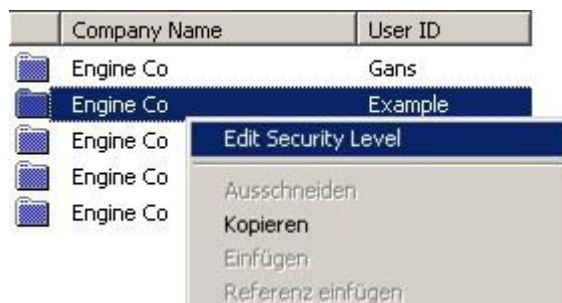 Company Name User ID
Engine Co Gans
Engine Co Example
Engine Co
Engine Co
Engine Co
Edit Security Level
Ausschneiden
Kopieren
Einfügen
Referenz einfügen